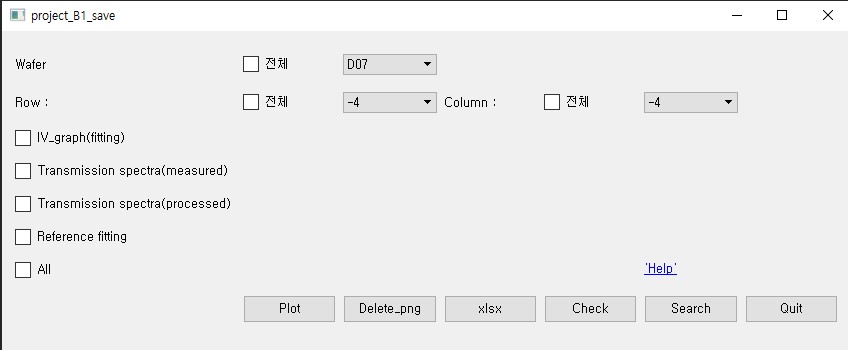 project_B1_save
Wafer 전체 D07
Row : 전체 -4 Column : 전체 -4
IV_graph(fitting)
Transmission spectra(measured)
Transmission spectra(processed)
Reference fitting
All 'Help'
Plot Delete_png xlsx Check Search Quit